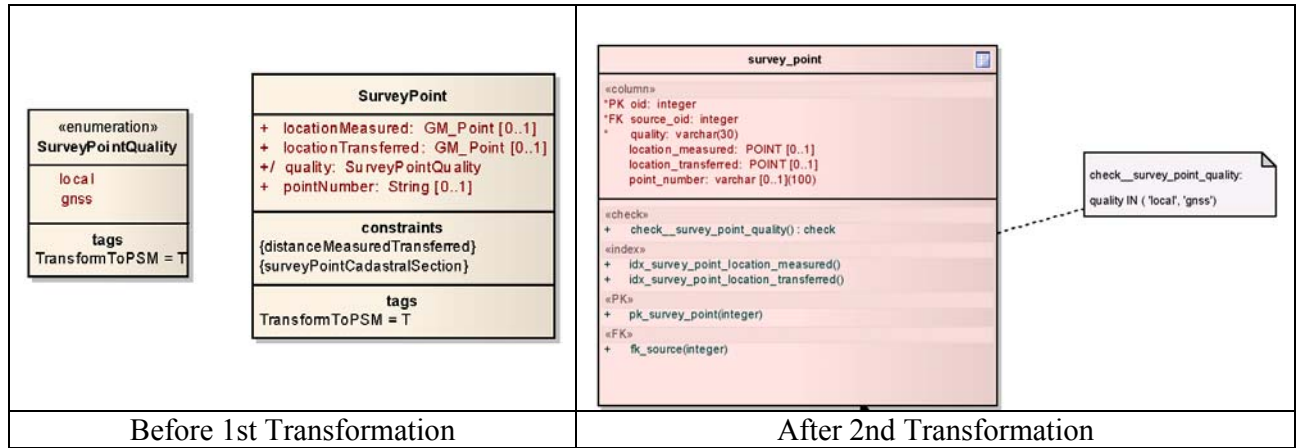 «enumeration»
SurveyPointQuality
local
gnss
tags
TransformToPSM = T
SurveyPoint
+ locationMeasured: GM_Point [0..1]
+ locationTransferred: GM_Point [0..1]
+/ quality: SurveyPointQuality
+ pointNumber: String [0..1]
constraints
{distanceMeasuredTransferred}
{surveyPointCadastralSection}
tags
TransformToPSM = T
survey_point
«column»
*PK oid: integer
*FK source_oid: integer
* quality: varchar(30)
location_measured: POINT [0..1]
location_transferred: POINT [0..1]
point_number: varchar [0..1](100)
«check»
+ check__survey_point_quality() : check
«index»
+ idx_survey_point_location_measured()
+ idx_survey_point_location_transferred()
«PK»
+ pk_survey_point(integer)
«FK»
+ fk_source(integer)
check__survey_point_quality:
quality IN ( 'local', 'gnss')
Before 1st Transformation
After 2nd Transformation